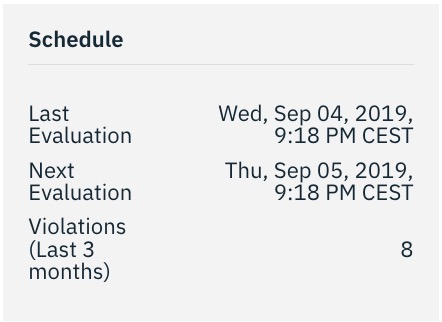 Schedule
Last Evaluation Wed, Sep 04, 2019, 9:18 PM CEST
Next Evaluation Thu, Sep 05, 2019, 9:18 PM CEST
Violations (Last 3 months) 8